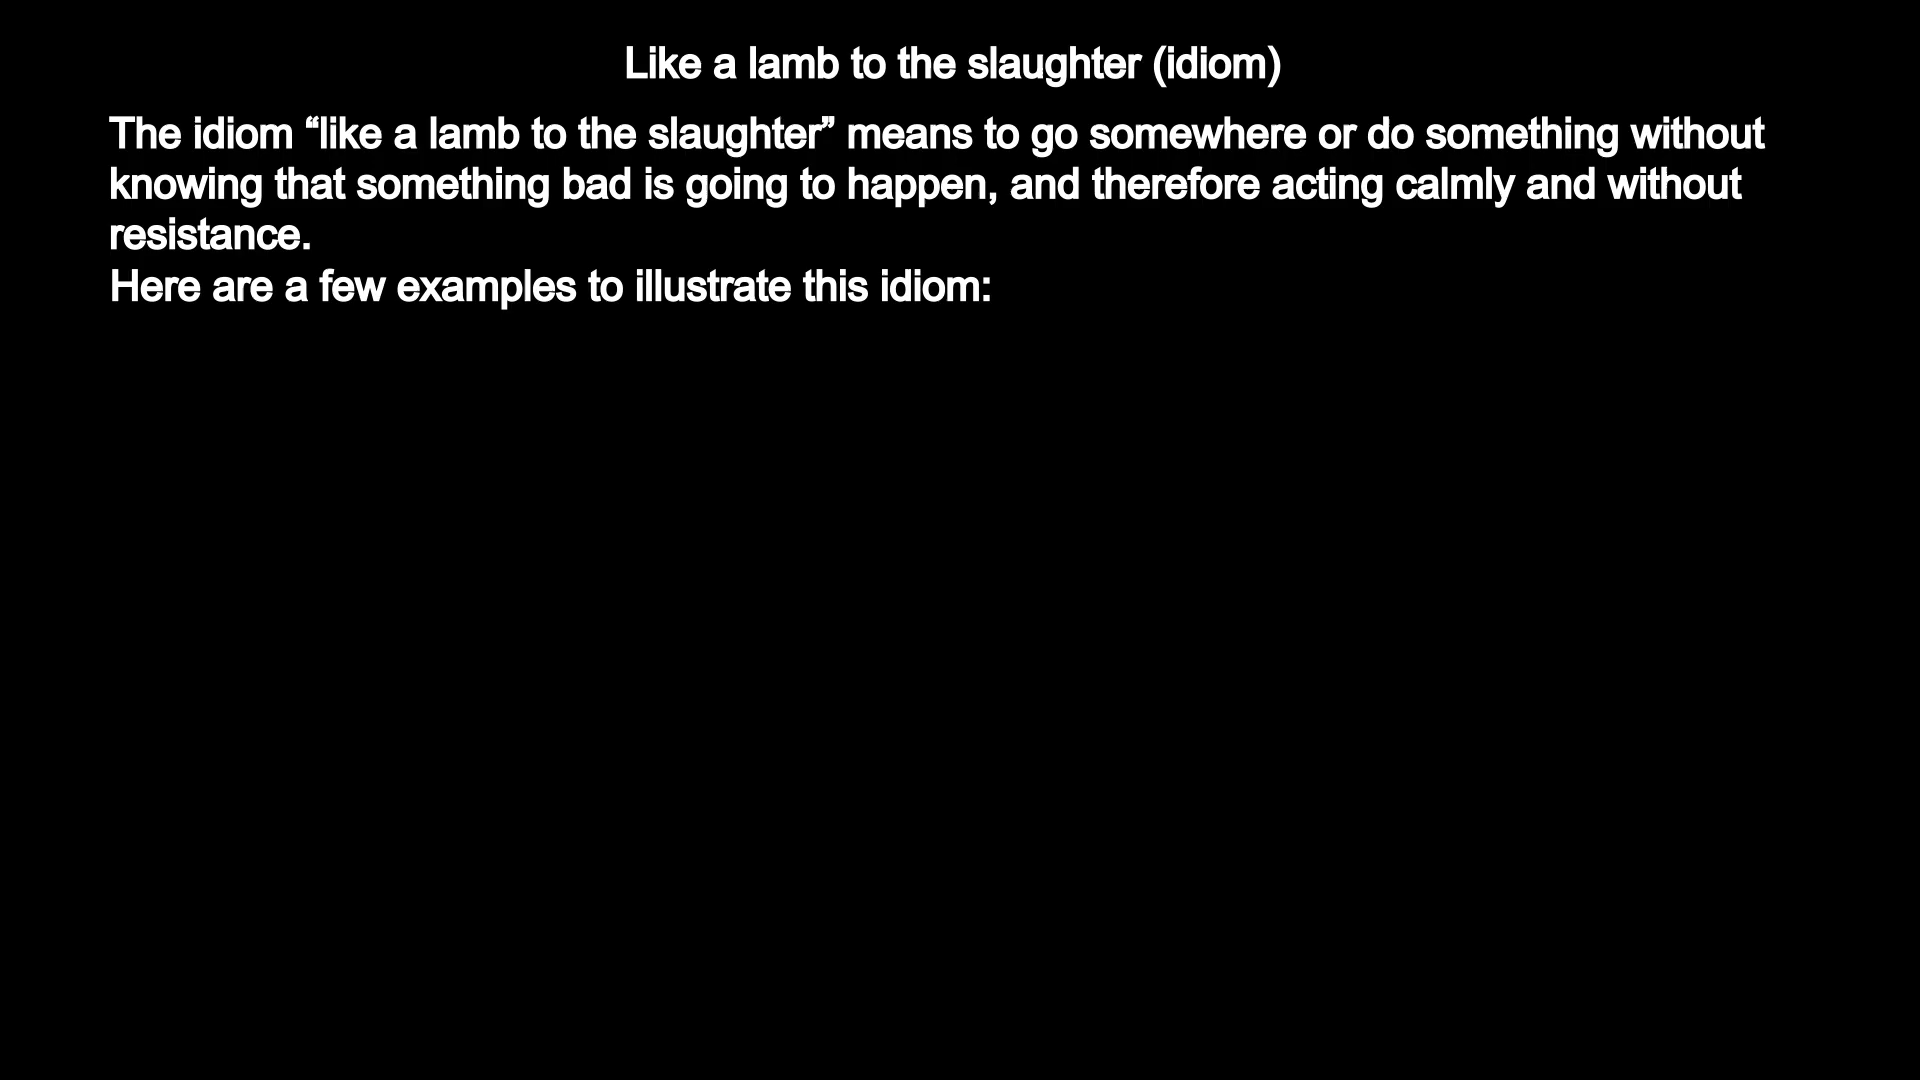 Like a lamb to the slaughter (idiom)
The idiom “like a lamb to the slaughter” means to go somewhere or do something without
knowing that something bad is going to happen, and therefore acting calmly and without
resistance.
Here are a few examples to illustrate this idiom: